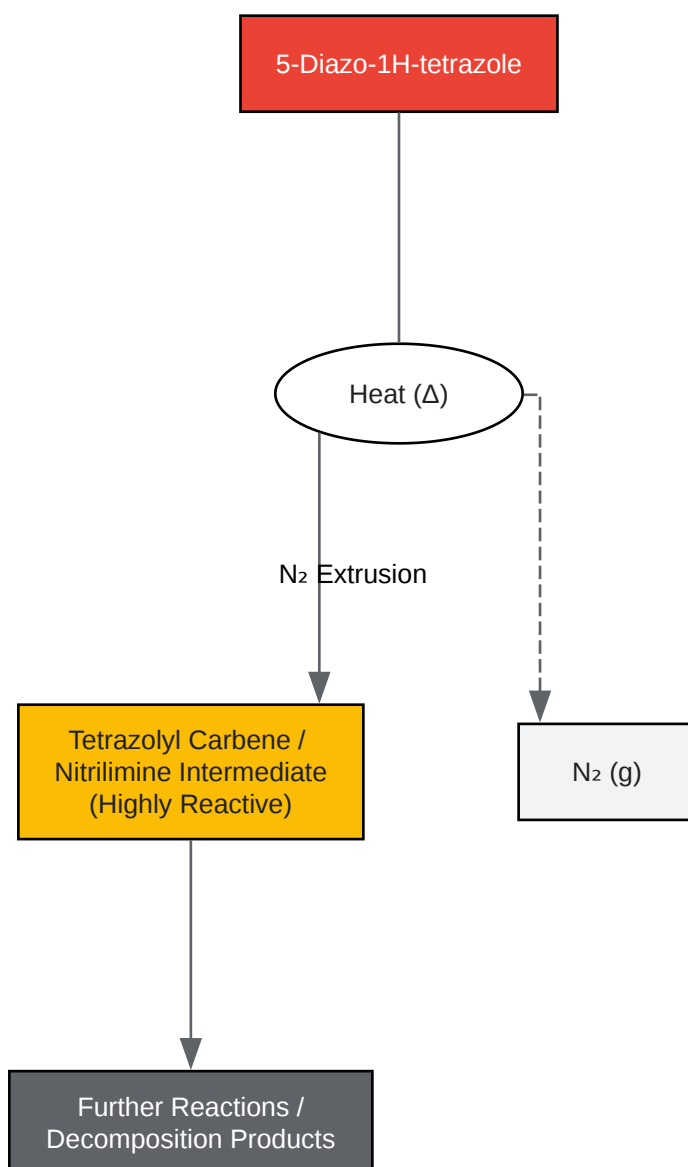 5-Diazo-1H-tetrazole
Heat (Δ)
N₂ Extrusion
Tetrazolyl Carbene /
Nitrilimine Intermediate
(Highly Reactive)
N₂ (g)
Further Reactions /
Decomposition Products